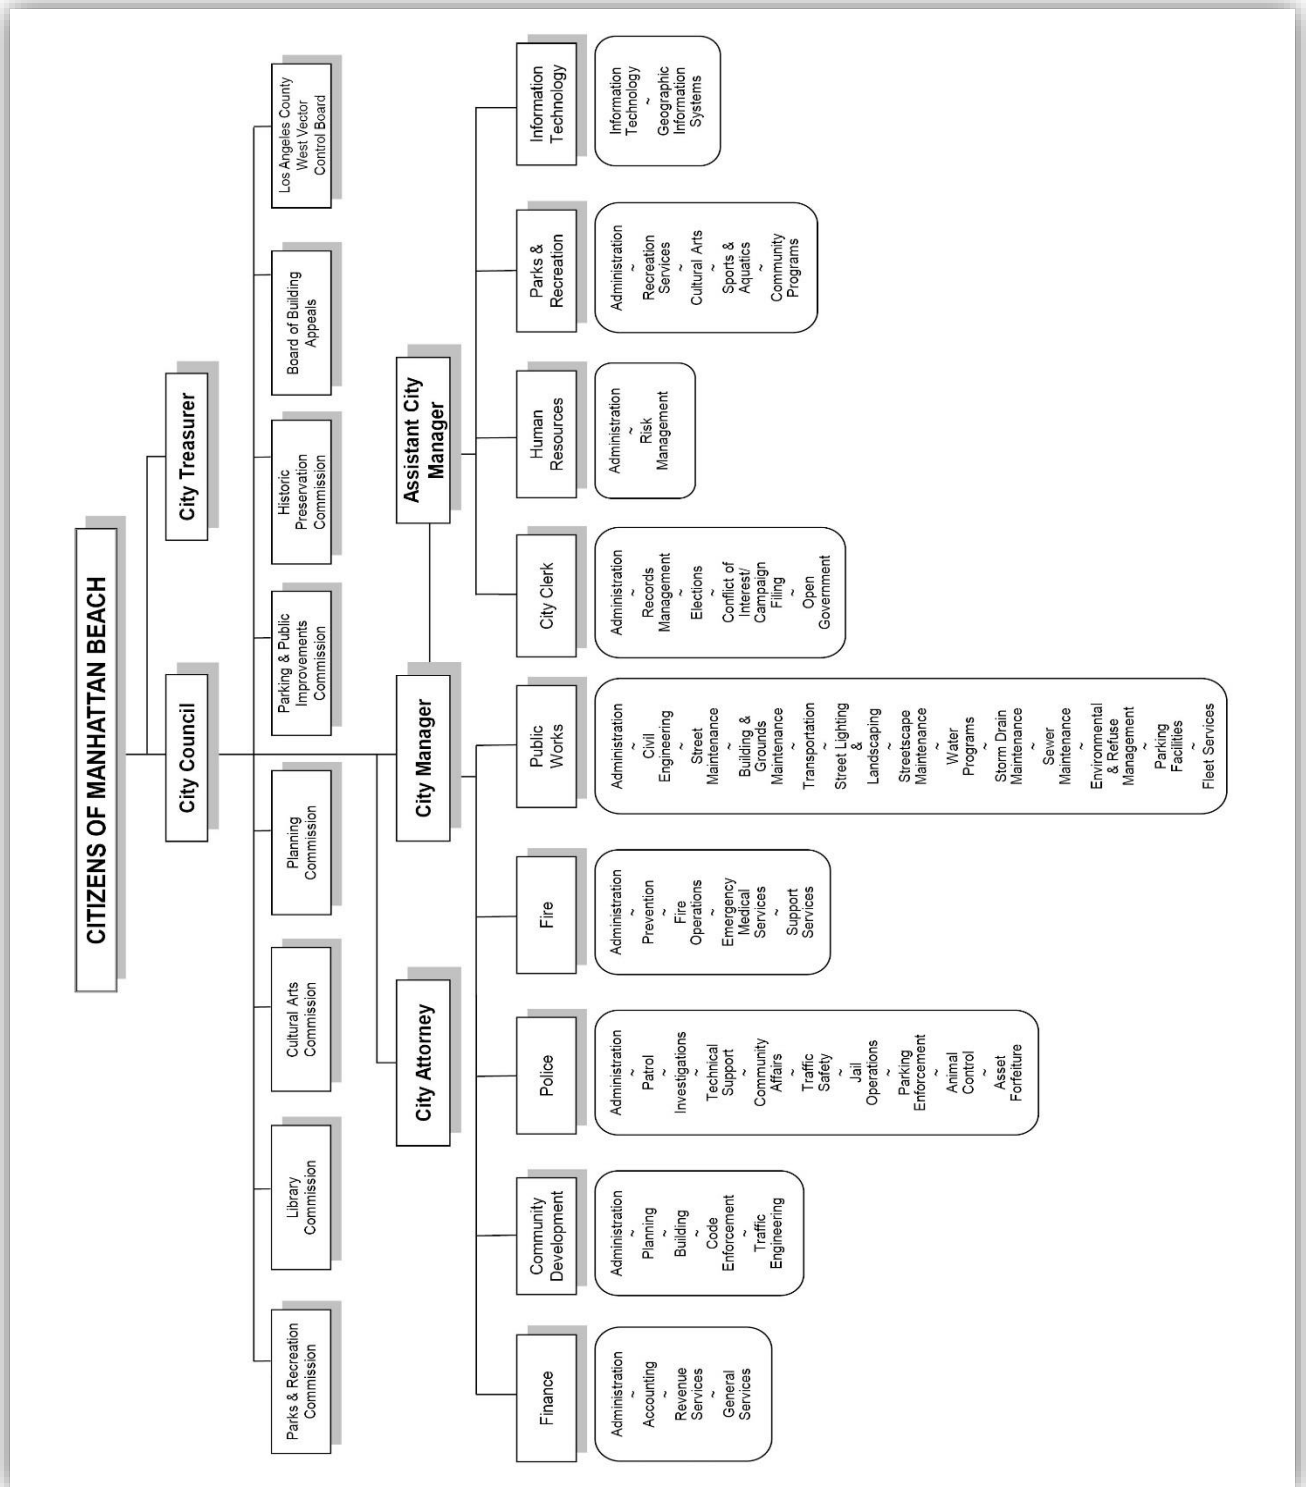 CITIZENS OF MANHATTAN BEACH
City Council
City Treasurer
Parks & Recreation
Commission
Library
Commission
Cultural Arts
Commission
Planning
Commission
Parking & Public
Improvements
Commission
Historic
Preservation
Commission
Board of Building
Appeals
Los Angeles County
West Vector
Control Board
City Attorney
City Manager
Assistant City
Manager
Finance
Administration
~
Accounting
~
Revenue
Services
~
General
Services
Community
Development
Administration
~
Planning
~
Building
~
Code
Enforcement
~
Traffic
Engineering
Police
Administration
~
Patrol
~
Investigations
~
Technical
Support
~
Community
Affairs
~
Traffic
Safety
~
Jail
Operations
~
Parking
Enforcement
~
Animal
Control
~
Asset
Forfeiture
Fire
Administration
~
Prevention
~
Fire
Operations
~
Emergency
Medical
Services
~
Support
Services
Public
Works
Administration
~
Civil
Engineering
~
Street
Maintenance
~
Building &
Grounds
Maintenance
~
Transportation
~
Street Lighting
&
Landscaping
~
Streetscape
Maintenance
~
Water
Programs
~
Storm Drain
Maintenance
~
Sewer
Maintenance
~
Environmental
& Refuse
Management
~
Parking
Facilities
~
Fleet Services
City Clerk
Administration
~
Records
Management
~
Elections
~
Conflict of
Interest/
Campaign
Filing
~
Open
Government
Human
Resources
Administration
~
Risk
Management
Parks &
Recreation
Administration
~
Recreation
Services
~
Cultural Arts
~
Sports &
Aquatics
~
Community
Programs
Information
Technology
Information
Technology
~
Geographic
Information
Systems